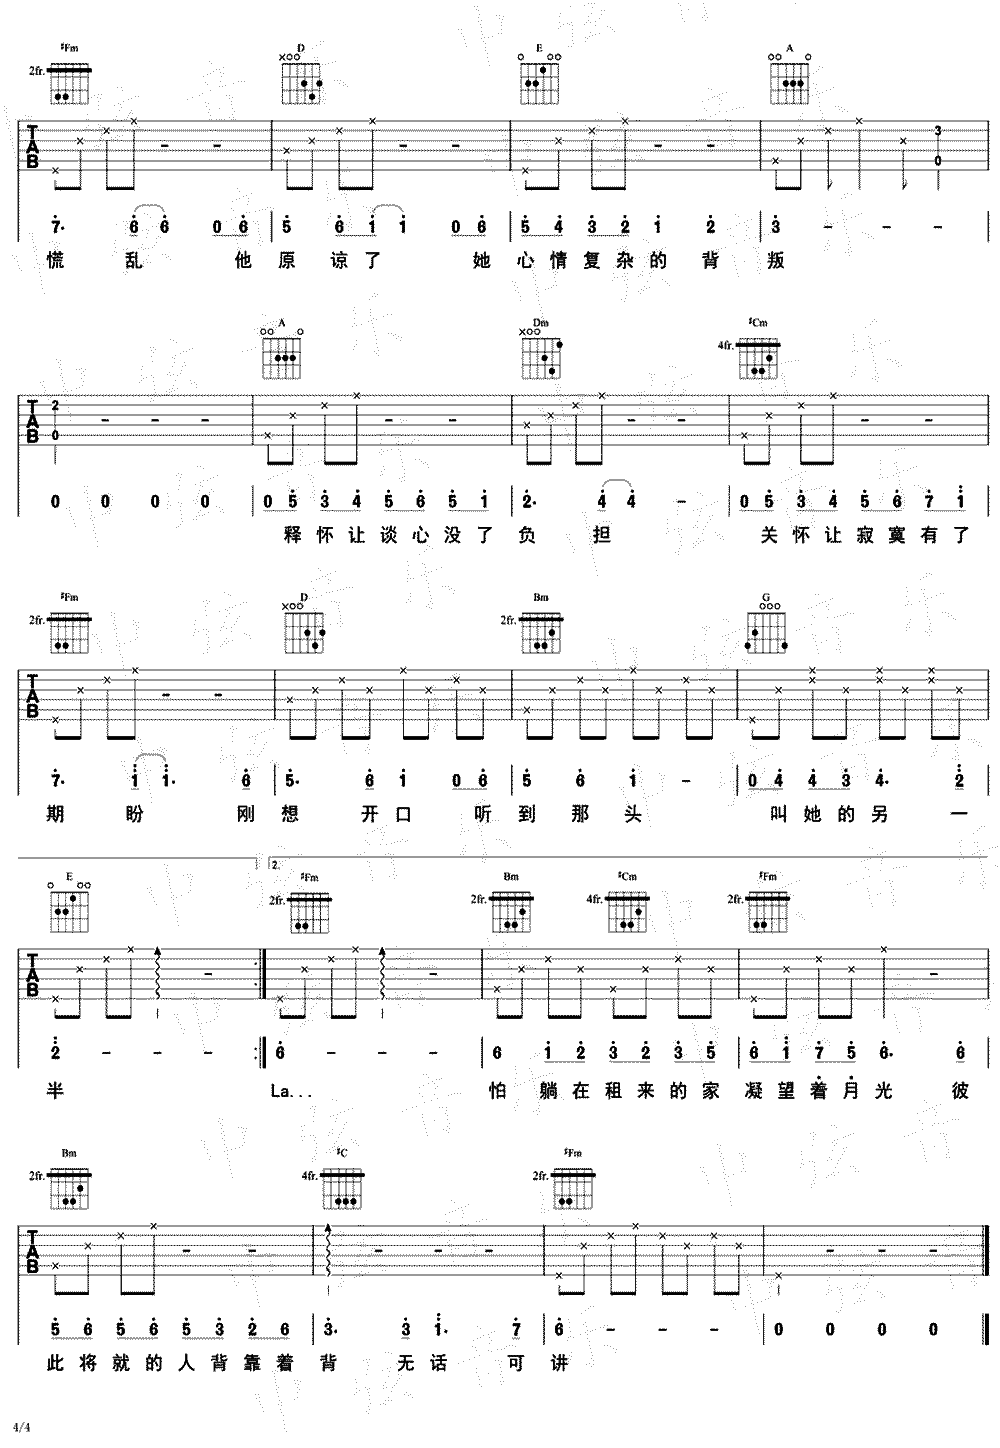 ♯Fm D E A
2fr.
TAB 3 0
7· 6 6 0 6 5 6 1 1 0 6 5 4 3 2 1 2 3 - - -
慌 乱 他 原 谅 了 她 心 情 复 杂 的 背 叛
A Dm ♯Cm
4fr.
TAB 2 0
0 0 0 0 0 5 3 4 5 6 5 1 2· 4 4 - 0 5 3 4 5 6 7 1
释 怀 让 谈 心 没 了 负 担 关 怀 让 寂 寞 有 了
♯Fm D Bm G
2fr. 2fr.
TAB
7· 1 1· 6 5· 6 1 0 6 5 6 1 - 0 4 4 3 4· 2
期 盼 刚 想 开 口 听 到 那 头 叫 她 的 另 一
2.
E ♯Fm Bm ♯Cm ♯Fm
2fr. 2fr. 4fr. 2fr.
TAB
2 - - - 6 - - - 6 1 2 3 2 3 5 6 1 7 5 6· 6
半 La... 怕 躺 在 租 来 的 家 凝 望 着 月 光 彼
Bm ♯C ♯Fm
2fr. 4fr. 2fr.
TAB
5 6 5 6 5 3 2 6 3· 3 1· 7 6 - - - 0 0 0 0
此 将 就 的 人 背 靠 着 背 无 话 可 讲
4/4